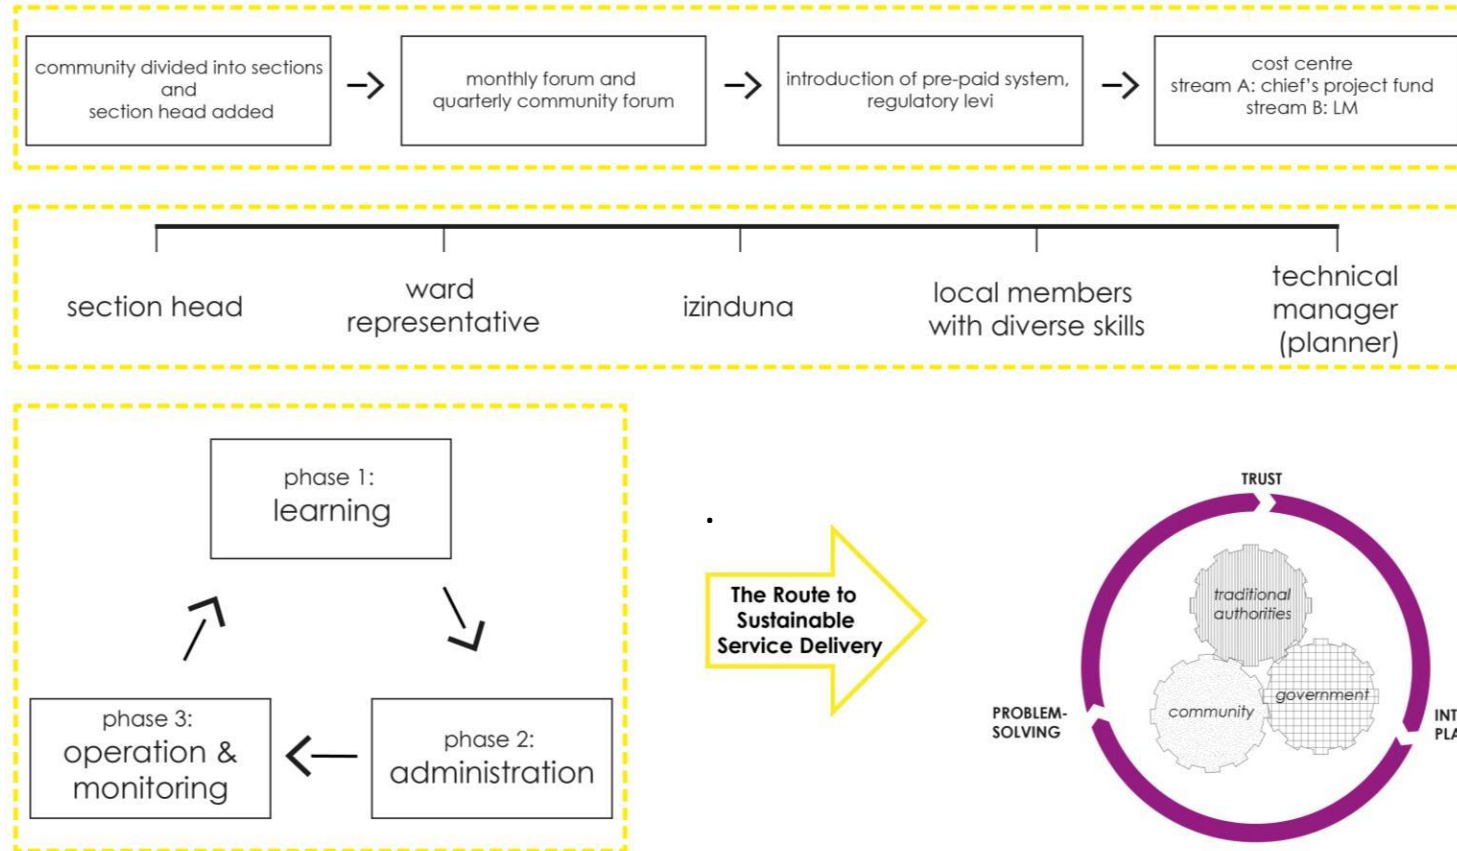 community divided into sections
and
section head added
monthly forum and
quarterly community forum
introduction of pre-paid system,
regulatory levi
cost centre
stream A: chief's project fund
stream B: LM
section head
ward
representative
izinduna
local members
with diverse skills
technical
manager
(planner)
phase 1:
learning
phase 3:
operation &
monitoring
phase 2:
administration
The Route to
Sustainable
Service Delivery
TRUST
traditional
authorities
government
community
PROBLEM-
SOLVING
INT
PLA